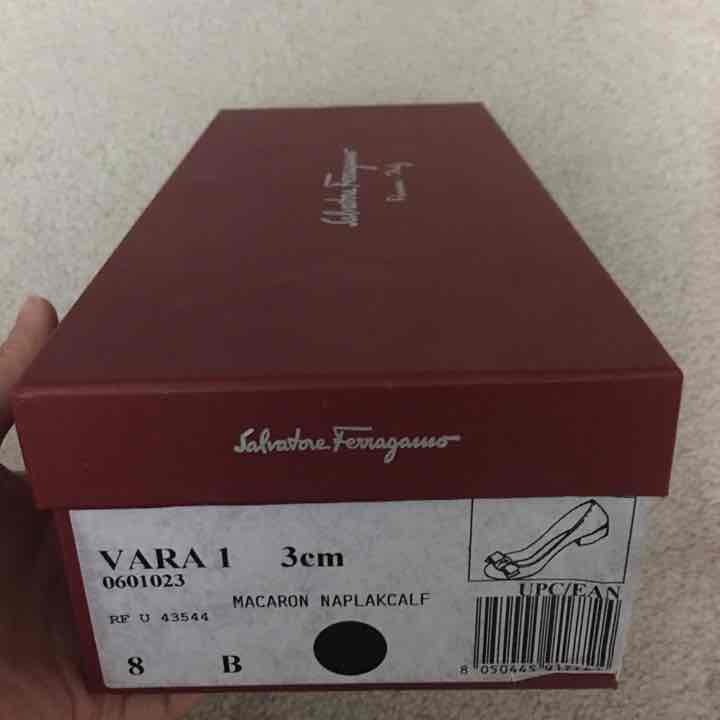 Salvatore Ferragamo
Salvatore Ferragamo
VARA 1 3cm
0601023
UPC/EAN
MACARON NAPLAKCALF
RF U 43544
8 B
8 050445